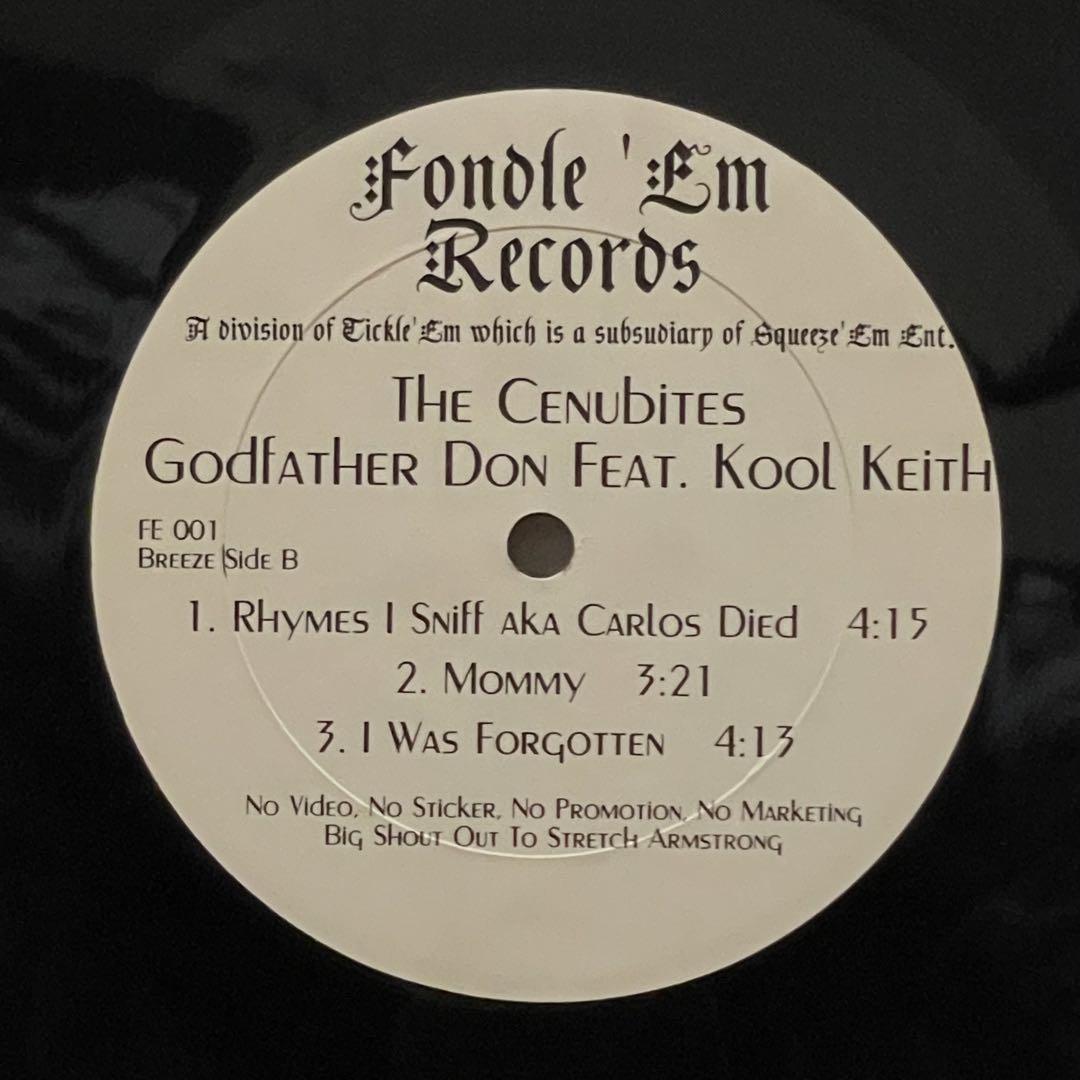 Fondle 'Em
Records
A division of Tickle'Em which is a subsudiary of Squeeze'Em Ent.
The Cenubites
Godfather Don Feat. Kool Keith
FE 001
Breeze Side B
1. Rhymes I Sniff aka Carlos Died 4:15
2. Mommy 3:21
3. I Was Forgotten 4:13
No Video, No Sticker, No Promotion, No Marketing
Big Shout Out To Stretch Armstrong